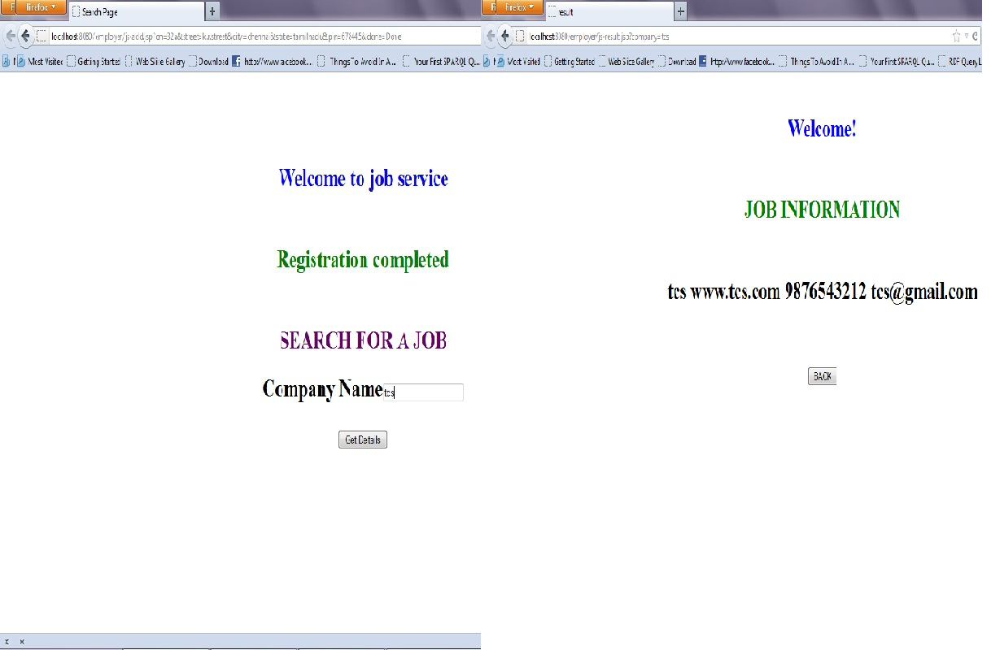 Firefox
Search Page
localhost:8080/employer/js-add.jsp?cn=32a&street=k.u.street&city=chennai&state=tamilnadu&pin=678445&done=Done
Most Visited Getting Started Web Slice Gallery Download http://www.facebook.... Things To Avoid In A ... Your First SPARQL Q...
Welcome to job service
Registration completed
SEARCH FOR A JOB
Company Name tcs
Get Details
x x
Firefox
result
localhost:8080/employer/js-result.jsp?company=tcs
Most Visited Getting Started Web Slice Gallery Download http://www.facebook.... Things To Avoid In A ... Your First SPARQL Qu... RDF Query L
Welcome!
JOB INFORMATION
tcs www.tcs.com 9876543212 tcs@gmail.com
BACK